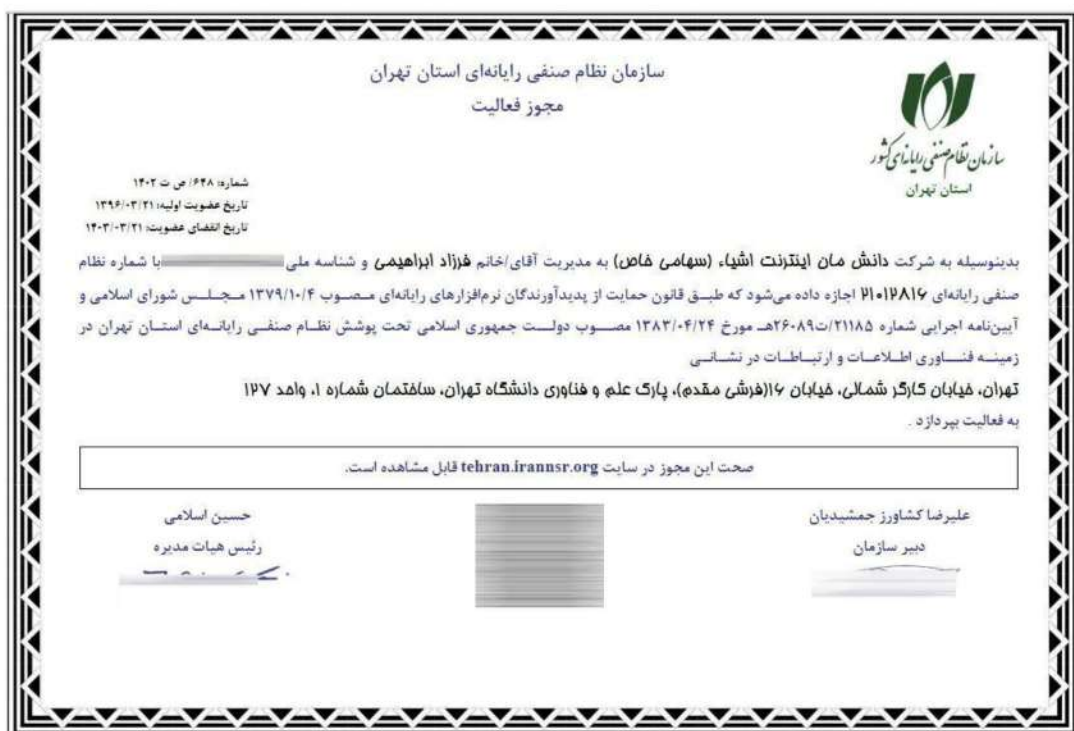 سازمان نظام صنفی رایانه‌ای استان تهران
مجوز فعالیت
سازمان نظام صنفی رایانه‌ای کشور
استان تهران
شماره: ۶۴۸/ ص ت ۱۴۰۲
تاریخ عضویت اولیه: ۱۳۹۶/۰۳/۲۱
تاریخ انقضای عضویت: ۱۴۰۳/۰۳/۲۱
بدینوسیله به شرکت دانش مان اینترنت اشیاء (سهامی خاص) به مدیریت آقای/خانم فرزاد ابراهیمی و شناسه ملی با شماره نظام
صنفی رایانه‌ای ۲۱۰۱۲۸۱۶ اجازه داده می‌شود که طبق قانون حمایت از پدیدآورندگان نرم‌افزارهای رایانه‌ای مصوب ۱۳۷۹/۱۰/۴ مجلس شورای اسلامی و
آیین‌نامه اجرایی شماره ۲۱۱۸۵/ت۲۶۰۸۹هـ مورخ ۱۳۸۳/۰۴/۲۴ مصوب دولت جمهوری اسلامی تحت پوشش نظام صنفی رایانه‌ای استان تهران در
زمینه فناوری اطلاعات و ارتباطات در نشانی
تهران، خیابان کارگر شمالی، خیابان ۱۶(فرشی مقدم)، پارک علم و فناوری دانشگاه تهران، ساختمان شماره ۱، واحد ۱۲۷
به فعالیت بپردازد .
صحت این مجوز در سایت tehran.irannsr.org قابل مشاهده است.
علیرضا کشاورز جمشیدیان
دبیر سازمان
حسین اسلامی
رئیس هیات مدیره